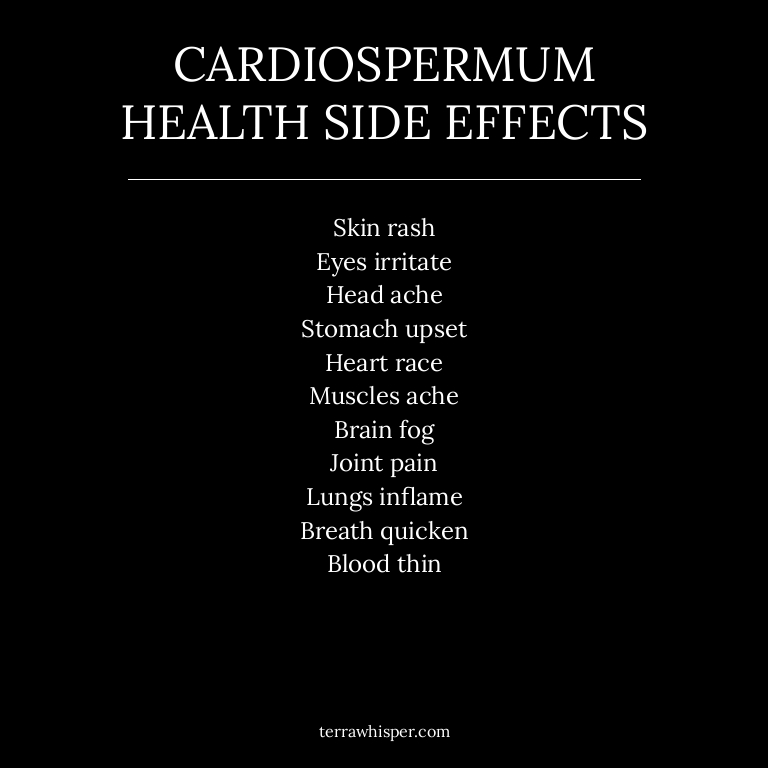 CARDIOSPERMUM
HEALTH SIDE EFFECTS
Skin rash
Eyes irritate
Head ache
Stomach upset
Heart race
Muscles ache
Brain fog
Joint pain
Lungs inflame
Breath quicken
Blood thin
terrawhisper.com